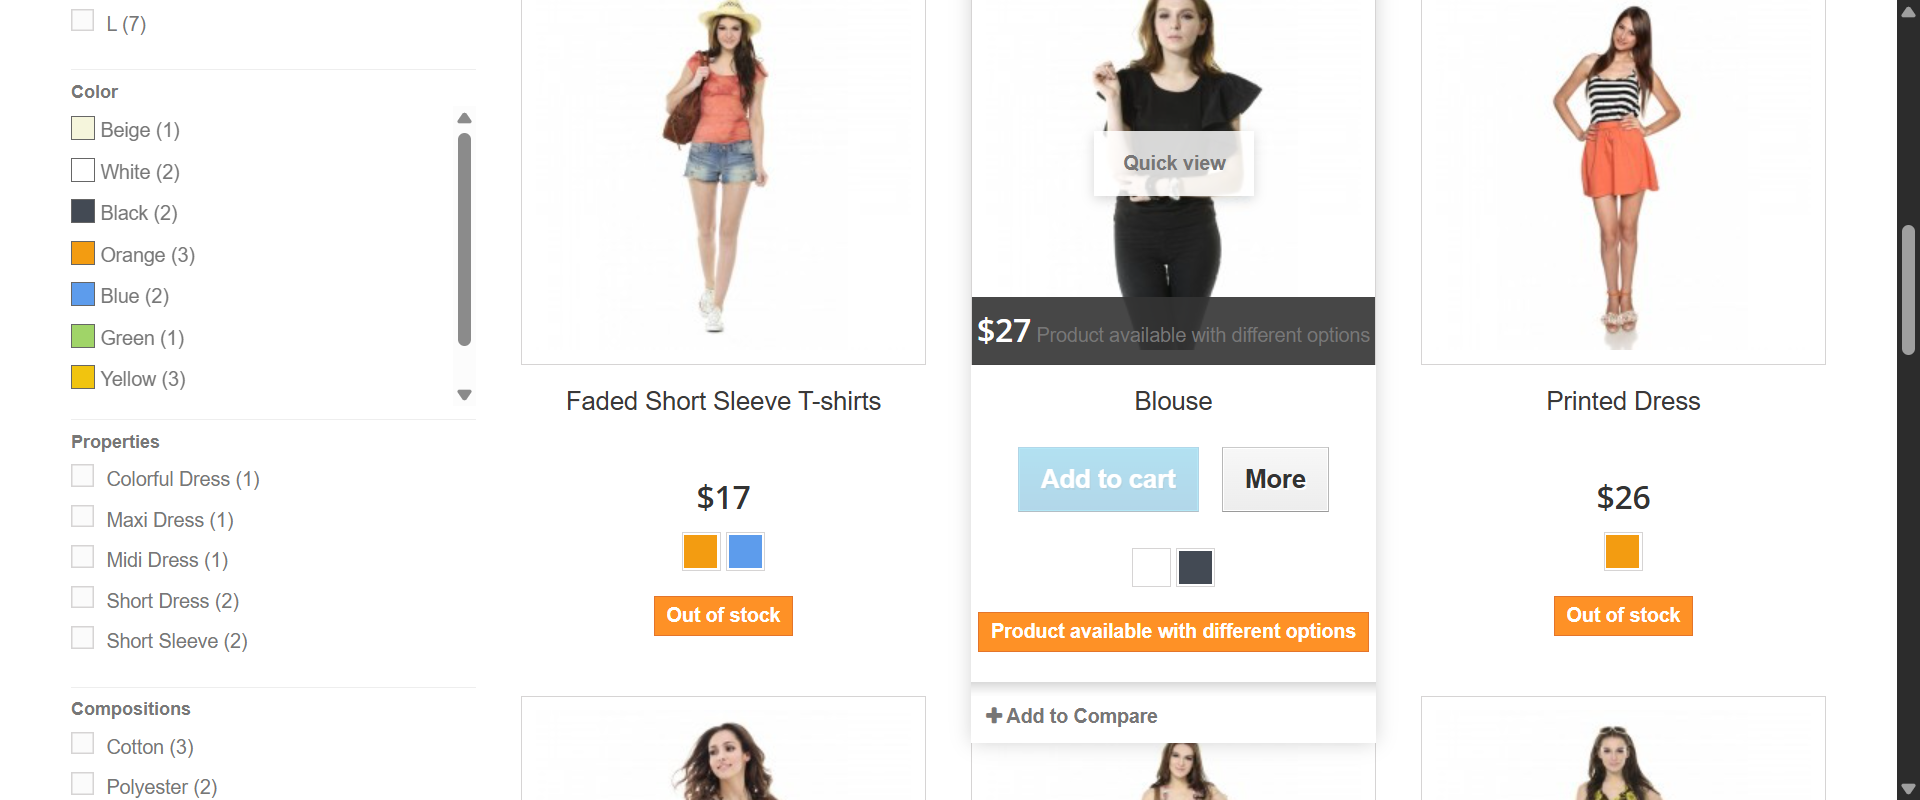 L (7)
Color
Beige (1)
White (2)
Black (2)
Orange (3)
Blue (2)
Green (1)
Yellow (3)
Properties
Colorful Dress (1)
Maxi Dress (1)
Midi Dress (1)
Short Dress (2)
Short Sleeve (2)
Compositions
Cotton (3)
Polyester (2)
Faded Short Sleeve T-shirts
$17
Out of stock
Quick view
$27 Product available with different options
Blouse
Add to cart
More
Product available with different options
Add to Compare
Printed Dress
$26
Out of stock